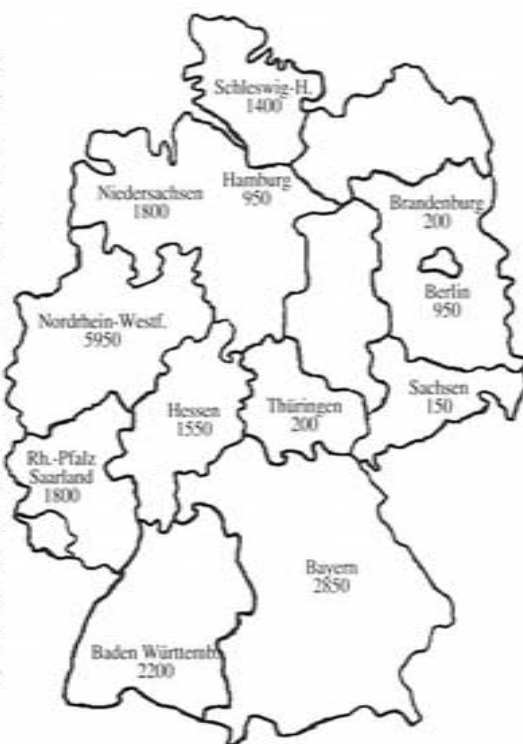 Schleswig-H.
1400
Hamburg
950
Niedersachsen
1800
Brandenburg
200
Berlin
950
Nordrhein-Westf.
5950
Hessen
1550
Thüringen
200
Sachsen
150
Rh.-Pfalz
Saarland
1800
Bayern
2850
Baden Württemb.
2200